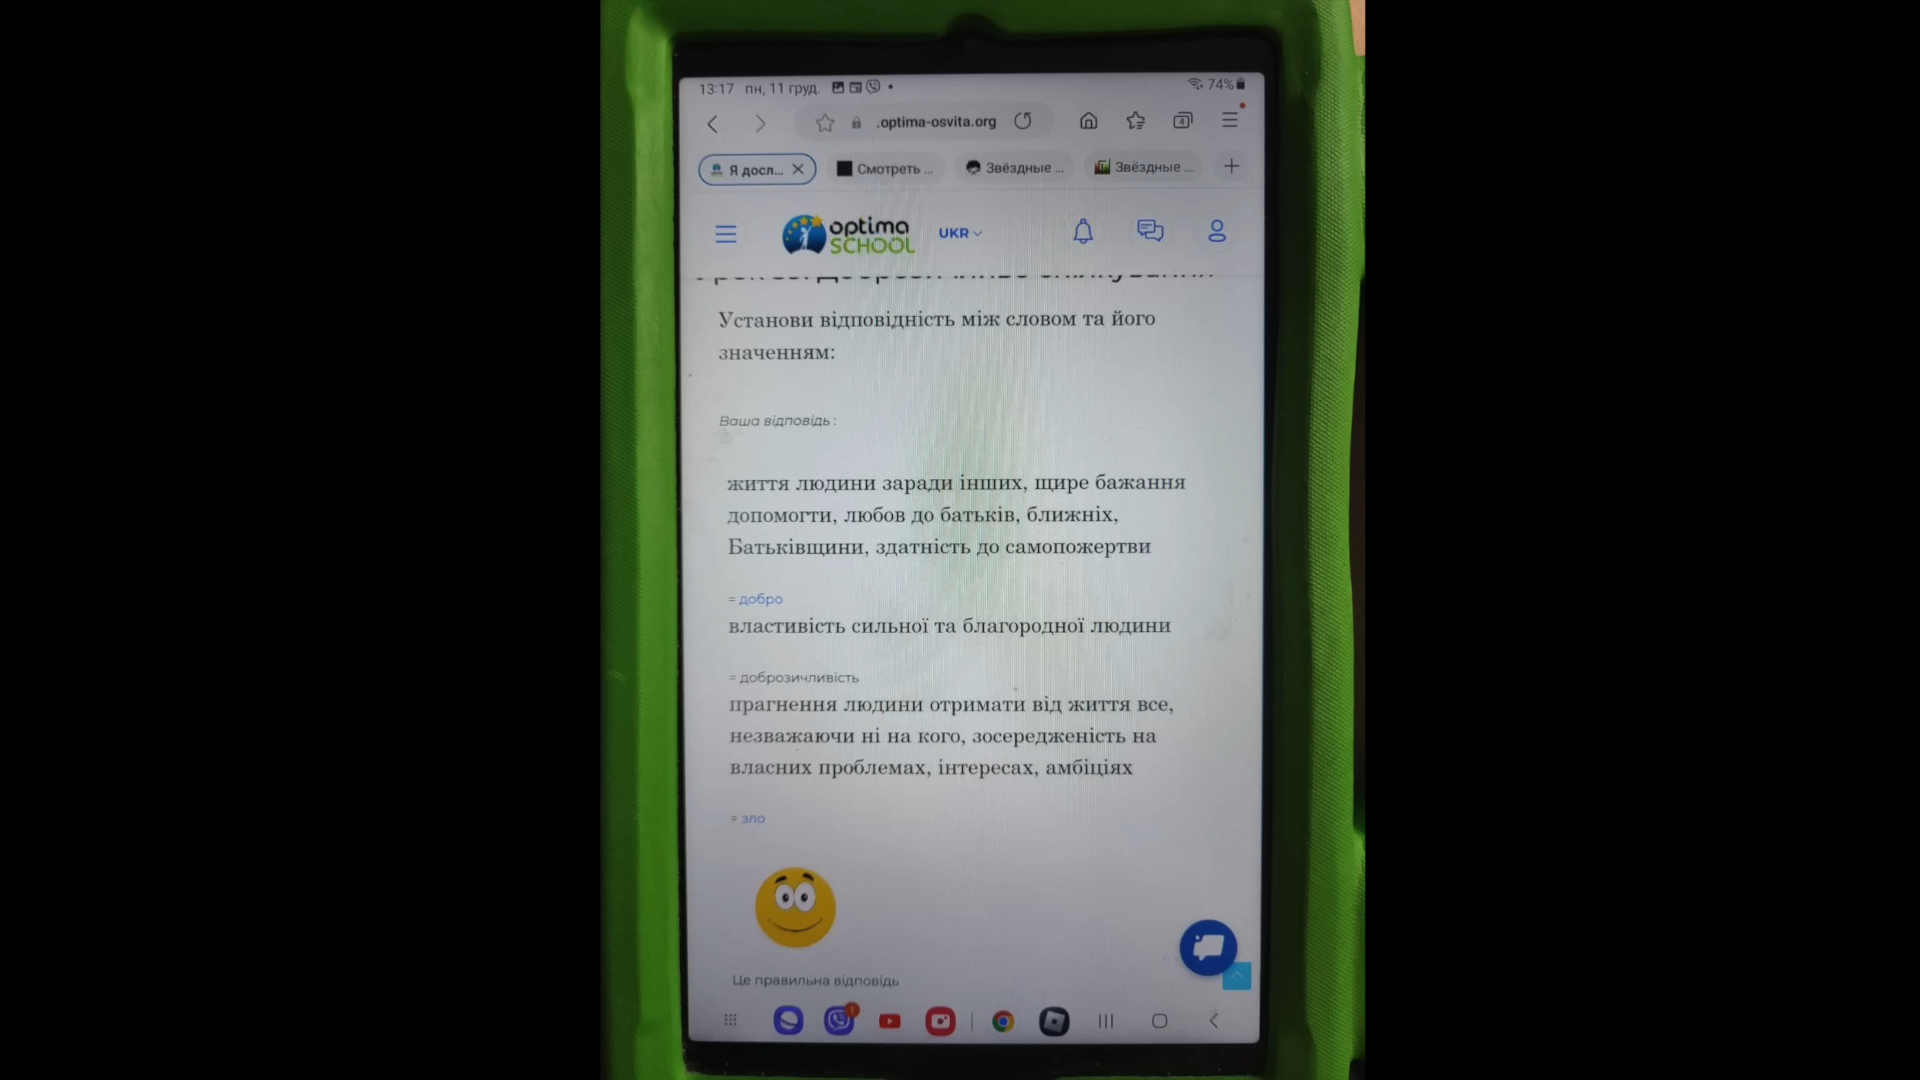 13:17 пн, 11 груд. 74%
.optima-osvita.org 4
Я досл... Смотреть ... Звёздные ... Звёздные ...
optima SCHOOL UKR
Установи відповідність між словом та його
значенням:
Ваша відповідь :
життя людини заради інших, щире бажання
допомогти, любов до батьків, ближніх,
Батьківщини, здатність до самопожертви
= добро
властивість сильної та благородної людини
= доброзичливість
прагнення людини отримати від життя все,
незважаючи ні на кого, зосередженість на
власних проблемах, інтересах, амбіціях
= зло
Це правильна відповідь
1